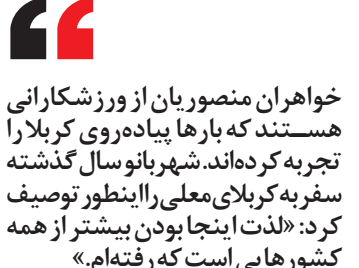 خواهران منصوریان از ورزشکارانی
هســتند که بارها پیاده‌روی کربلا را
تجربه کرده‌اند. شهربانو سال گذشته
سفر به کربلای‌معلی را اینطور توصیف
کرد: «لذت اینجا بودن بیشتر از همه
کشورهایی است که رفته‌ام.»